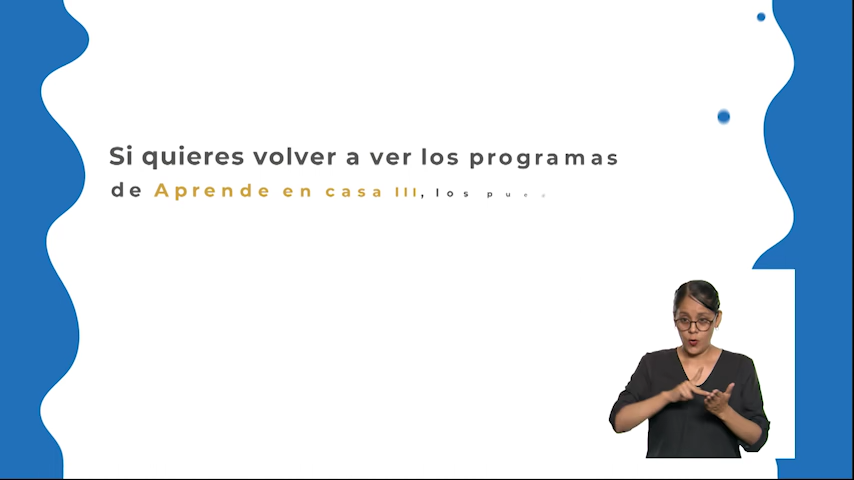 Si quieres volver a ver los programas
de Aprende en casa III, los